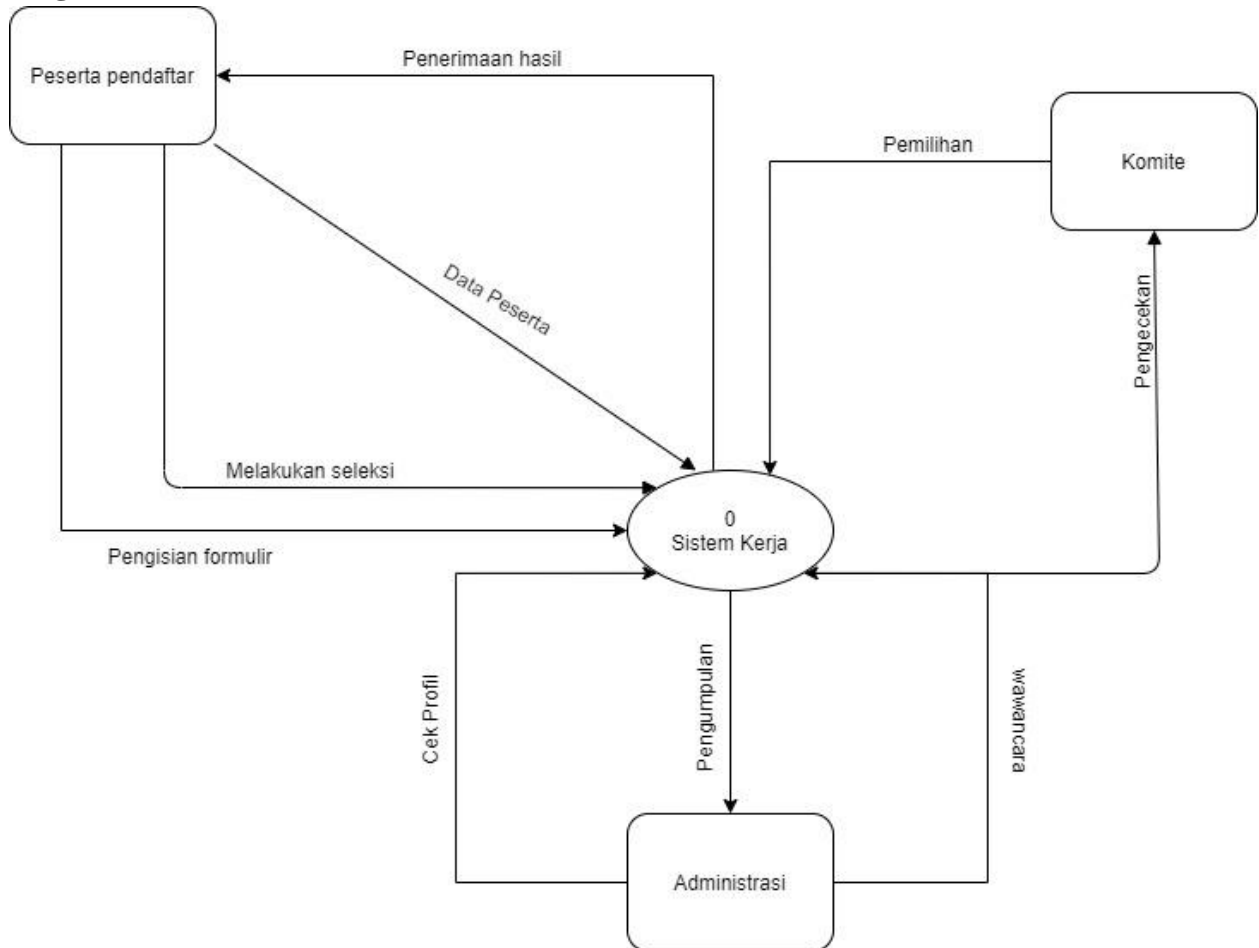 Peserta pendaftar
Penerimaan hasil
Pemilihan
Komite
Data Peserta
Pengecekan
Melakukan seleksi
Pengisian formulir
0
Sistem Kerja
Cek Profil
Pengumpulan
wawancara
Administrasi